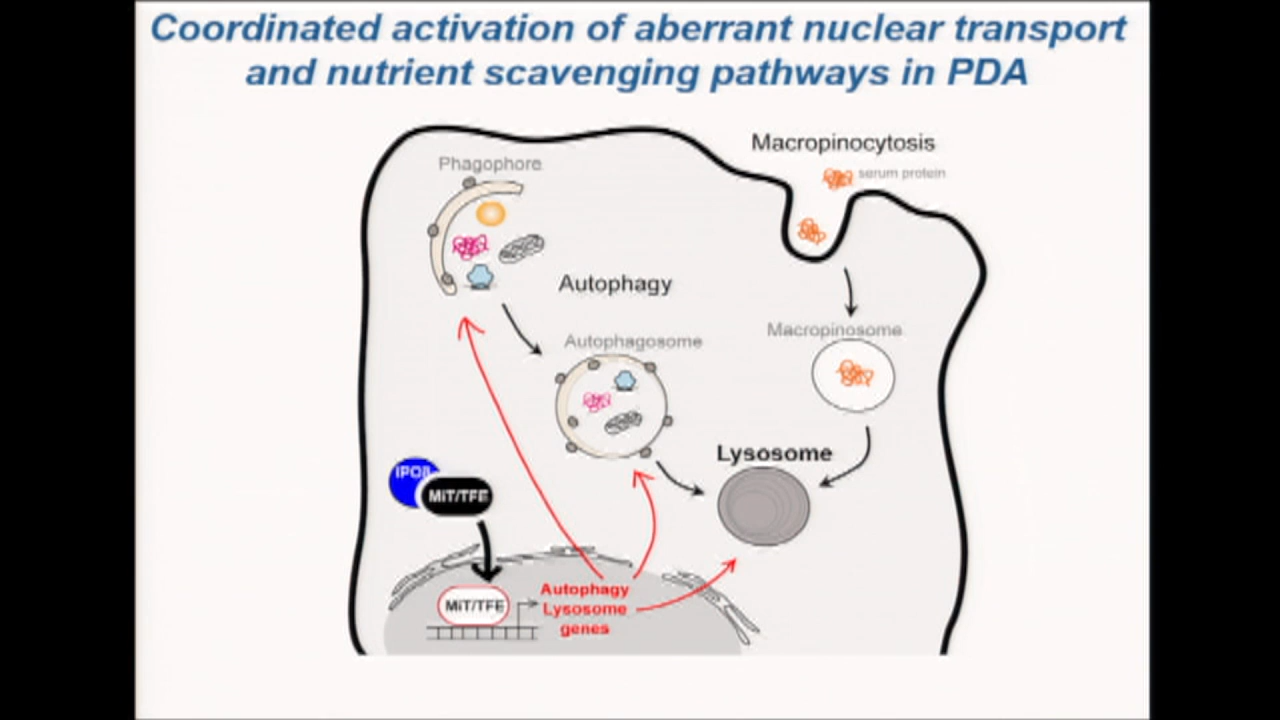 Coordinated activation of aberrant nuclear transport
and nutrient scavenging pathways in PDA
Macropinocytosis
serum protein
Phagophore
Autophagy
Autophagosome
Macropinosome
Lysosome
IPO8
MiT/TFE
MiT/TFE
Autophagy
Lysosome
genes